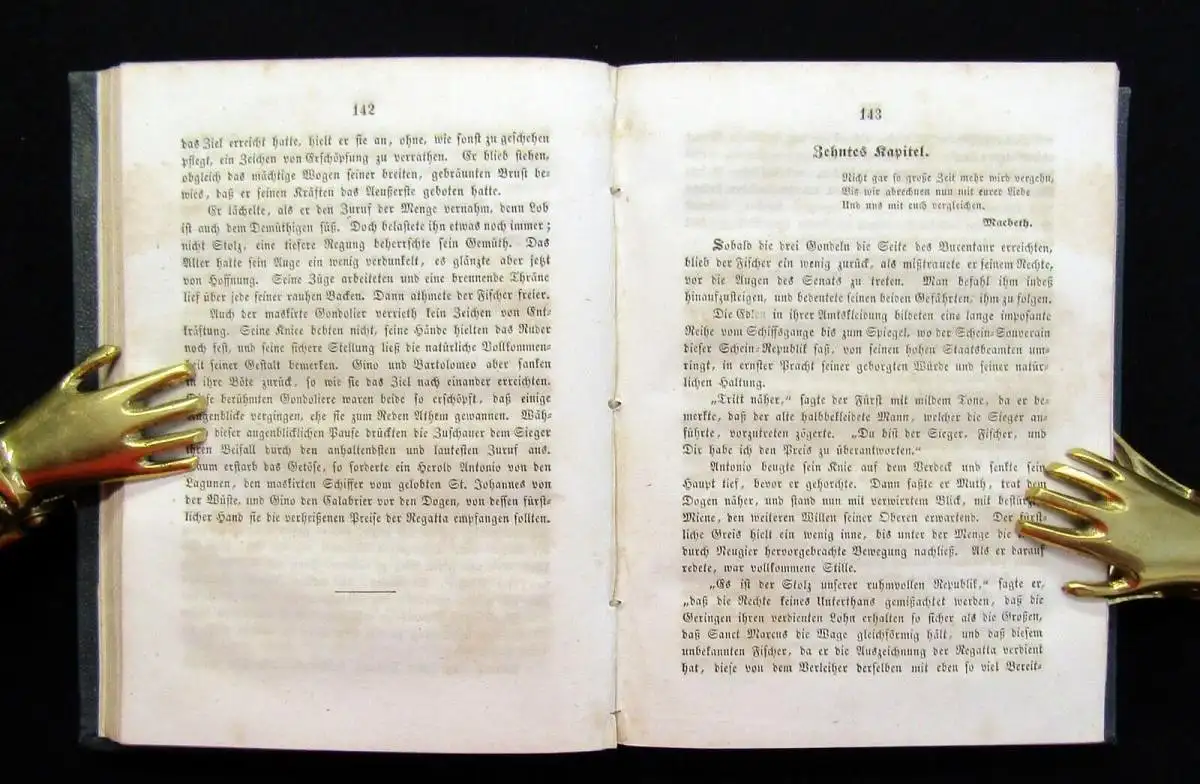 142
das Ziel erreicht hatte, hielt er sie an, ohne, wie sonst zu geschehen
pflegt, ein Zeichen von Erschöpfung zu verrathen. Er blieb stehen,
obgleich das mächtige Wogen seiner breiten, gebräunten Brust be-
wies, daß er seinen Kräften das Aeußerste geboten hatte.
Er lächelte, als er den Zuruf der Menge vernahm, denn Lob
ist auch dem Demüthigen süß. Doch belastete ihn etwas noch immer;
nicht Stolz, eine tiefere Regung beherrschte sein Gemüth. Das
Alter hatte sein Auge ein wenig verdunkelt, es glänzte aber jetzt
von Hoffnung. Seine Züge arbeiteten und eine brennende Thräne
lief über jede seiner rauhen Backen. Dann athmete der Fischer freier.
Auch der maskirte Gondolier verrieth kein Zeichen von Ent-
kräftung. Seine Kniee bebten nicht, seine Hände hielten das Ruder
noch fest, und seine sichere Stellung ließ die natürliche Vollkommen-
seiner Gestalt bemerken. Gino und Bartolomeo aber sanken
in ihre Böte zurück, so wie sie das Ziel nach einander erreichten.
berühmten Gondoliere waren beide so erschöpft, daß einige
Augenblicke vergingen, ehe sie zum Reden Athem gewannen. Wäh-
dieser augenblicklichen Pause drückten die Zuschauer dem Sieger
ihren Beifall durch den anhaltendsten und lautesten Zuruf aus.
Kaum erstarb das Getöse, so forderte ein Herold Antonio von den
Lagunen, den maskirten Schiffer vom gelobten St. Johannes von
der Wüste, und Gino den Calabrier vor den Dogen, von dessen fürst-
licher Hand sie die verhrißenen Preise der Regatta empfangen sollten.
143
Zehntes Kapitel.
Nicht gar so große Zeit mehr wird vergehn,
Bis wir abrechnen nun mit eurer Liebe
Und uns mit euch vergleichen.
Macbeth.
Sobald die drei Gondeln die Seite des Bucentaur erreichten,
blieb der Fischer ein wenig zurück, als mißtrauete er seinem Rechte,
vor die Augen des Senats zu treten. Man befahl ihm indeß
hinaufzusteigen, und bedeutete seinen beiden Gefährten, ihm zu folgen.
Die Edlen in ihrer Amtskleidung bildeten eine lange imposante
Reihe vom Schiffsgange bis zum Spiegel, wo der Schein-Souverain
dieser Schein-Republik saß, von seinen hohen Staatsbeamten um-
ringt, in ernster Pracht seiner geborgten Würde und seiner natür-
lichen Haltung.
„Tritt näher,“ sagte der Fürst mit mildem Tone, da er be-
merkte, daß der alte halbbekleidete Mann, welcher die Sieger an-
führte, vorzutreten zögerte. „Du bist der Sieger, Fischer, und
Dir habe ich den Preis zu überantworten.“
Antonio beugte sein Knie auf dem Verdeck und senkte sein
Haupt tief, bevor er gehorchte. Dann faßte er Muth, trat dem
Dogen näher, und stand nun mit verwirrtem Blick, mit bestürzter
Miene, den weiteren Willen seiner Oberen erwartend. Der fürst-
liche Greis hielt ein wenig inne, bis unter der Menge die
durch Neugier hervorgebrachte Bewegung nachließ. Als er darauf
redete, war vollkommene Stille.
„Es ist der Stolz unserer ruhmvollen Republik,“ sagte er,
„daß die Rechte keines Unterthans gemißachtet werden, daß die
Geringen ihren verdienten Lohn erhalten so sicher als die Großen,
daß Sanct Marcus die Wage gleichförmig hält, und daß diesem
unbekannten Fischer, da er die Auszeichnung der Regatta verdient
hat, diese von dem Verleiher derselben mit eben so viel Bereit-